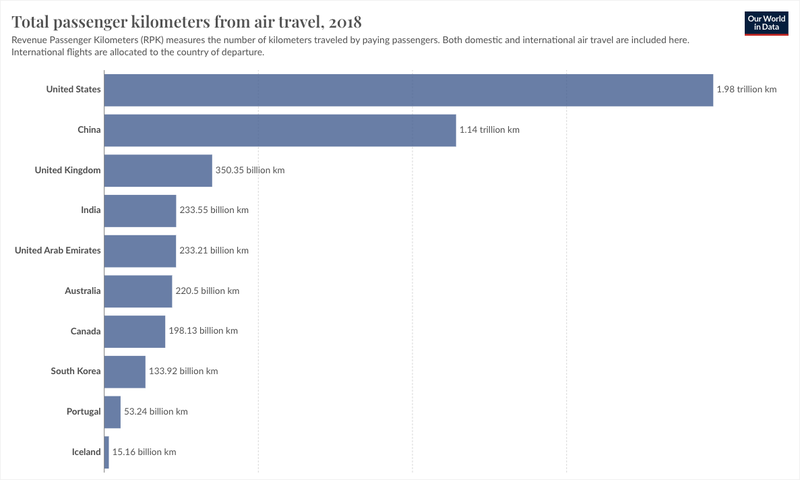 Total passenger kilometers from air travel, 2018
Our World
in Data
Revenue Passenger Kilometers (RPK) measures the number of kilometers traveled by paying passengers. Both domestic and international air travel are included here.
International flights are allocated to the country of departure.
United States 1.98 trillion km
China 1.14 trillion km
United Kingdom 350.35 billion km
India 233.55 billion km
United Arab Emirates 233.21 billion km
Australia 220.5 billion km
Canada 198.13 billion km
South Korea 133.92 billion km
Portugal 53.24 billion km
Iceland 15.16 billion km